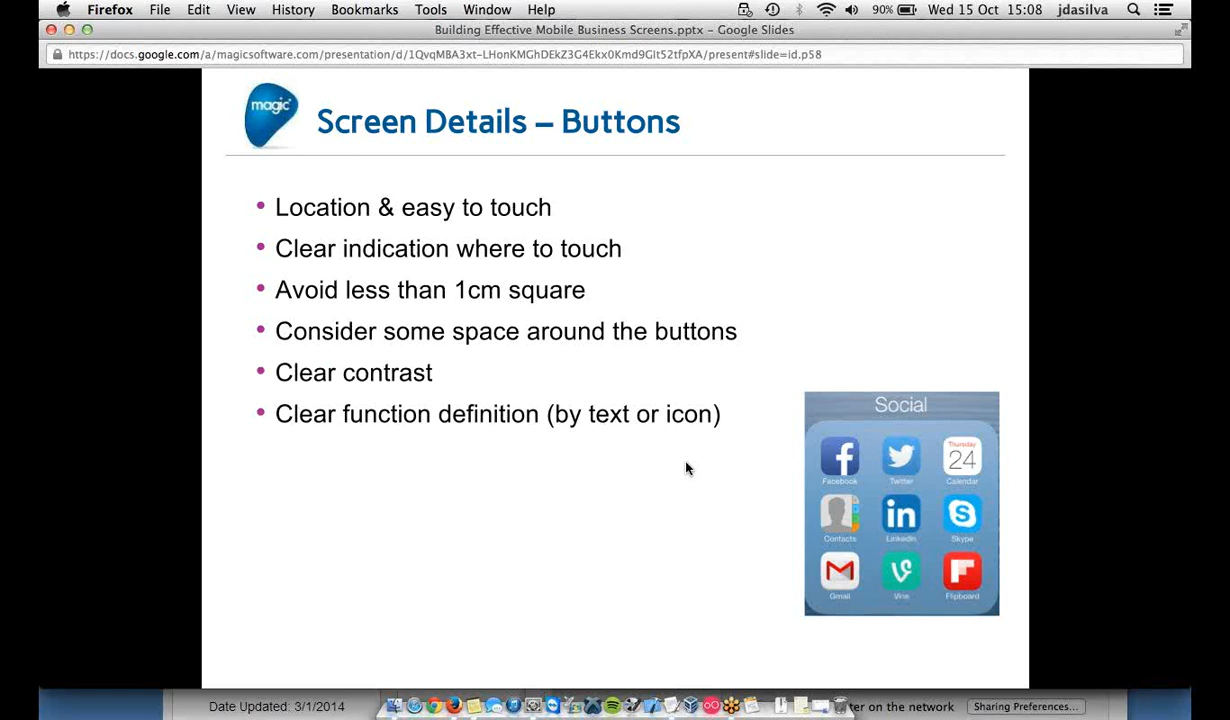 Firefox File Edit View History Bookmarks Tools Window Help 90% Wed 15 Oct 15:08 jdasilva
Building Effective Mobile Business Screens.pptx – Google Slides
https://docs.google.com/a/magicsoftware.com/presentation/d/1QvqMBA3xt-LHonKMGhDEkZ3G4Ekx0Kmd9Glt52tfpXA/present#slide=id.p58
magic
Screen Details – Buttons
• Location & easy to touch
• Clear indication where to touch
• Avoid less than 1cm square
• Consider some space around the buttons
• Clear contrast
• Clear function definition (by text or icon)
Social
Thursday
24
Facebook Twitter Calendar
in
Contacts LinkedIn Skype
Gmail Vine Flipboard
Date Updated: 3/1/2014 ter on the network Sharing Preferences...